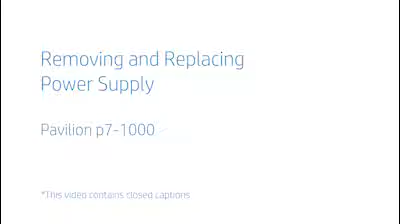 Removing and Replacing
Power Supply
Pavilion p7-1000
*This video contains closed captions